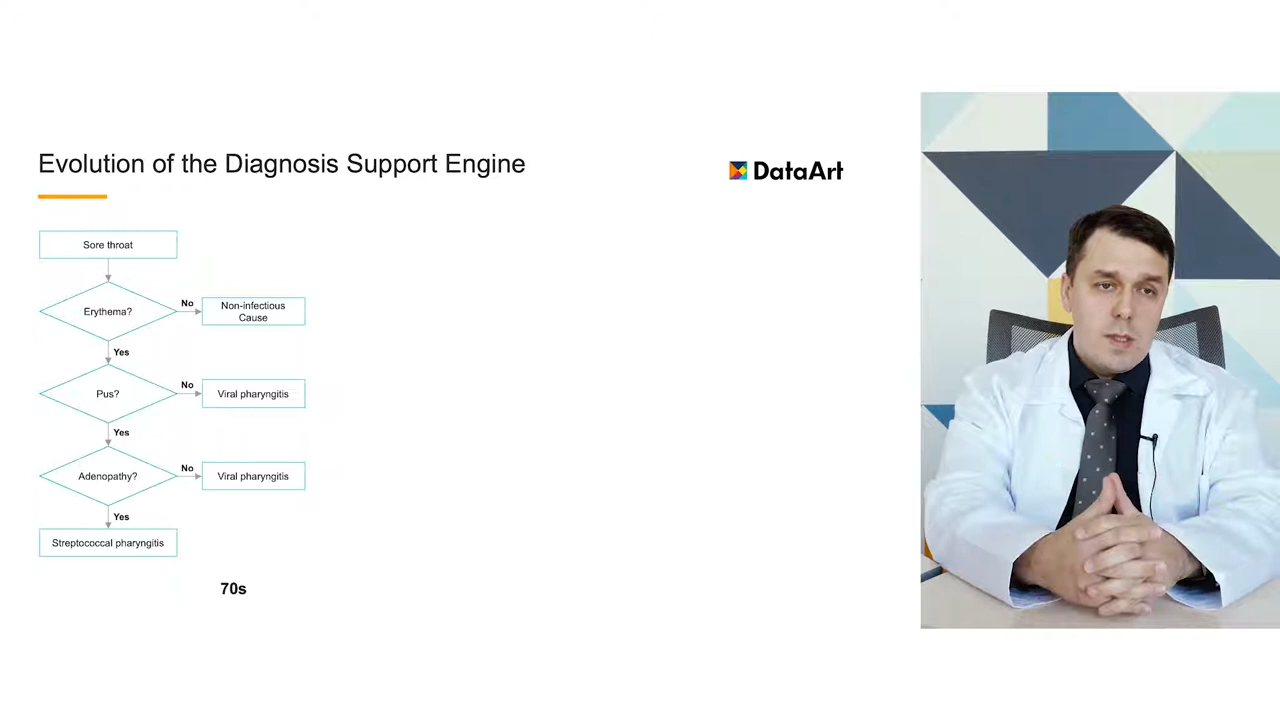 Evolution of the Diagnosis Support Engine
DataArt
Sore throat
Erythema?
No
Non-infectious
Cause
Yes
Pus?
No
Viral pharyngitis
Yes
Adenopathy?
No
Viral pharyngitis
Yes
Streptococcal pharyngitis
70s